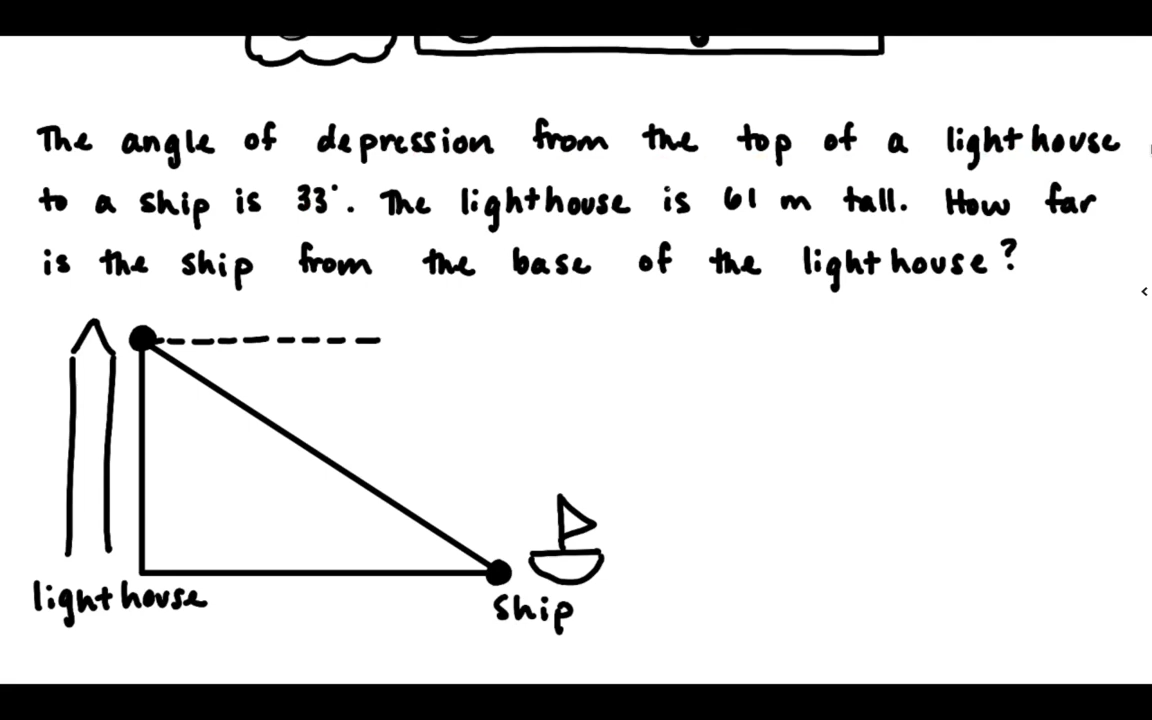 The angle of depression from the top of a lighthouse
to a ship is 33°. The lighthouse is 61 m tall. How far
is the ship from the base of the lighthouse?
lighthouse
ship